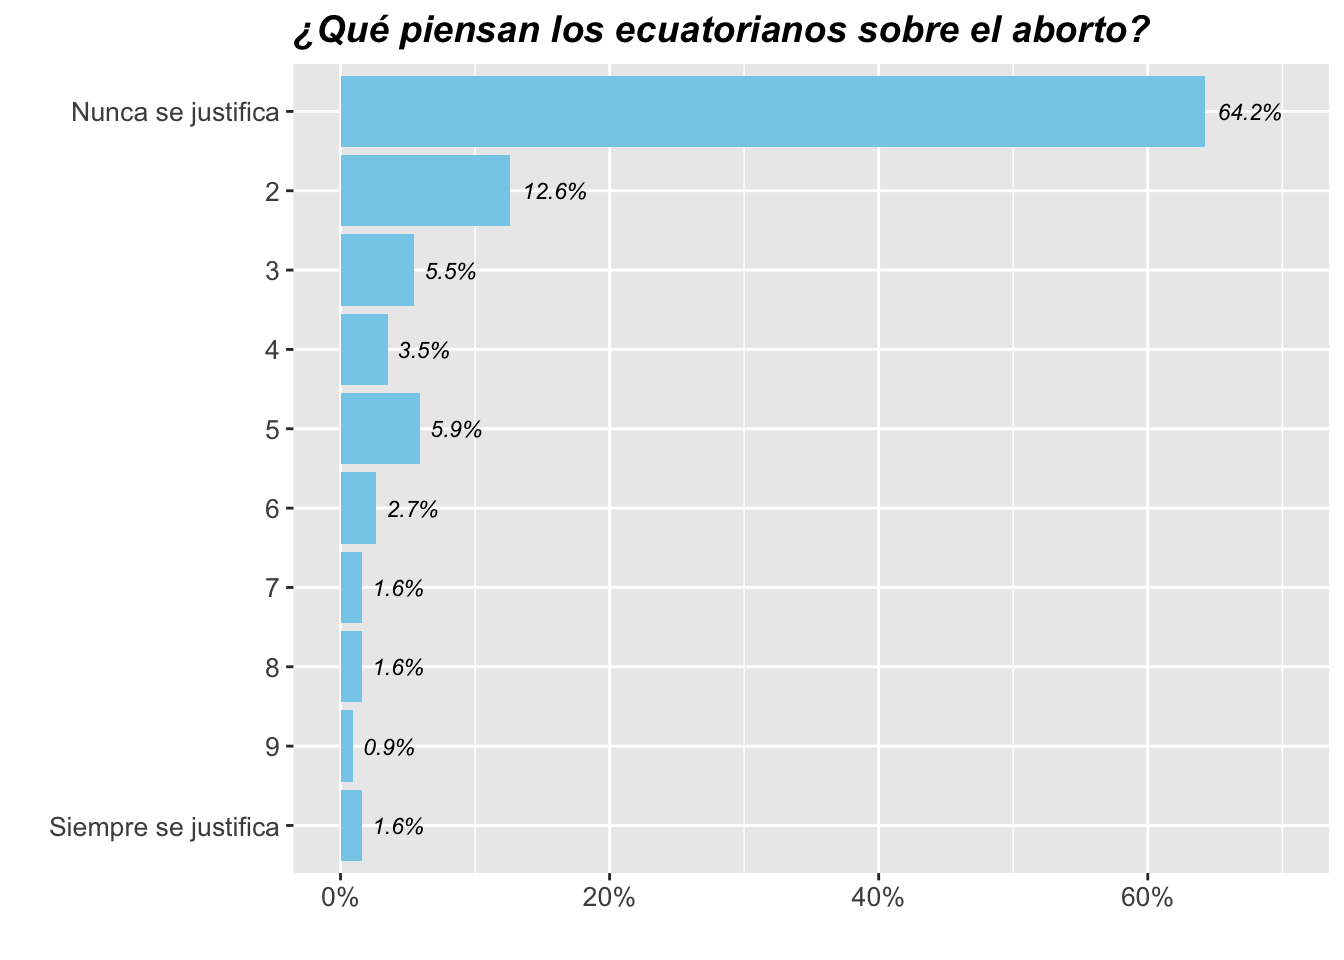 ¿Qué piensan los ecuatorianos sobre el aborto?
Nunca se justifica 64.2%
2 12.6%
3 5.5%
4 3.5%
5 5.9%
6 2.7%
7 1.6%
8 1.6%
9 0.9%
Siempre se justifica 1.6%
0% 20% 40% 60%